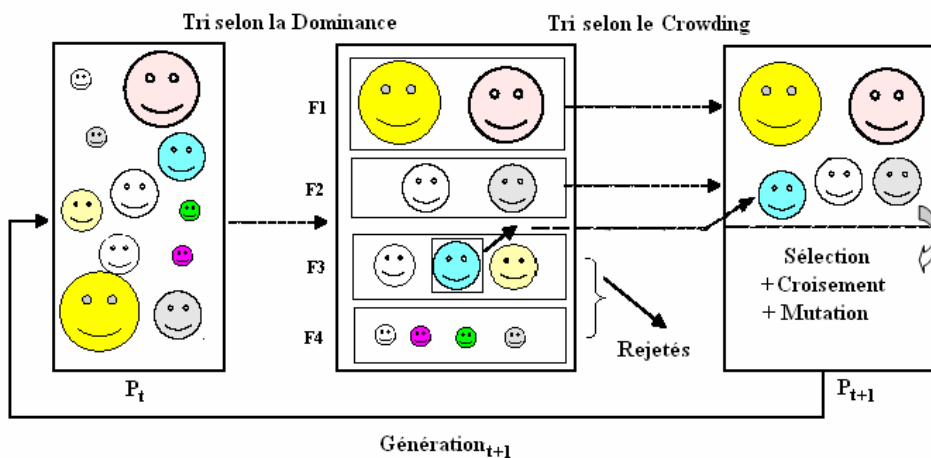 Tri selon la Dominance
Tri selon le Crowding
F1
F2
F3
F4
Rejetés
Sélection
+ Croisement
+ Mutation
Pt
Pt+1
Générationt+1